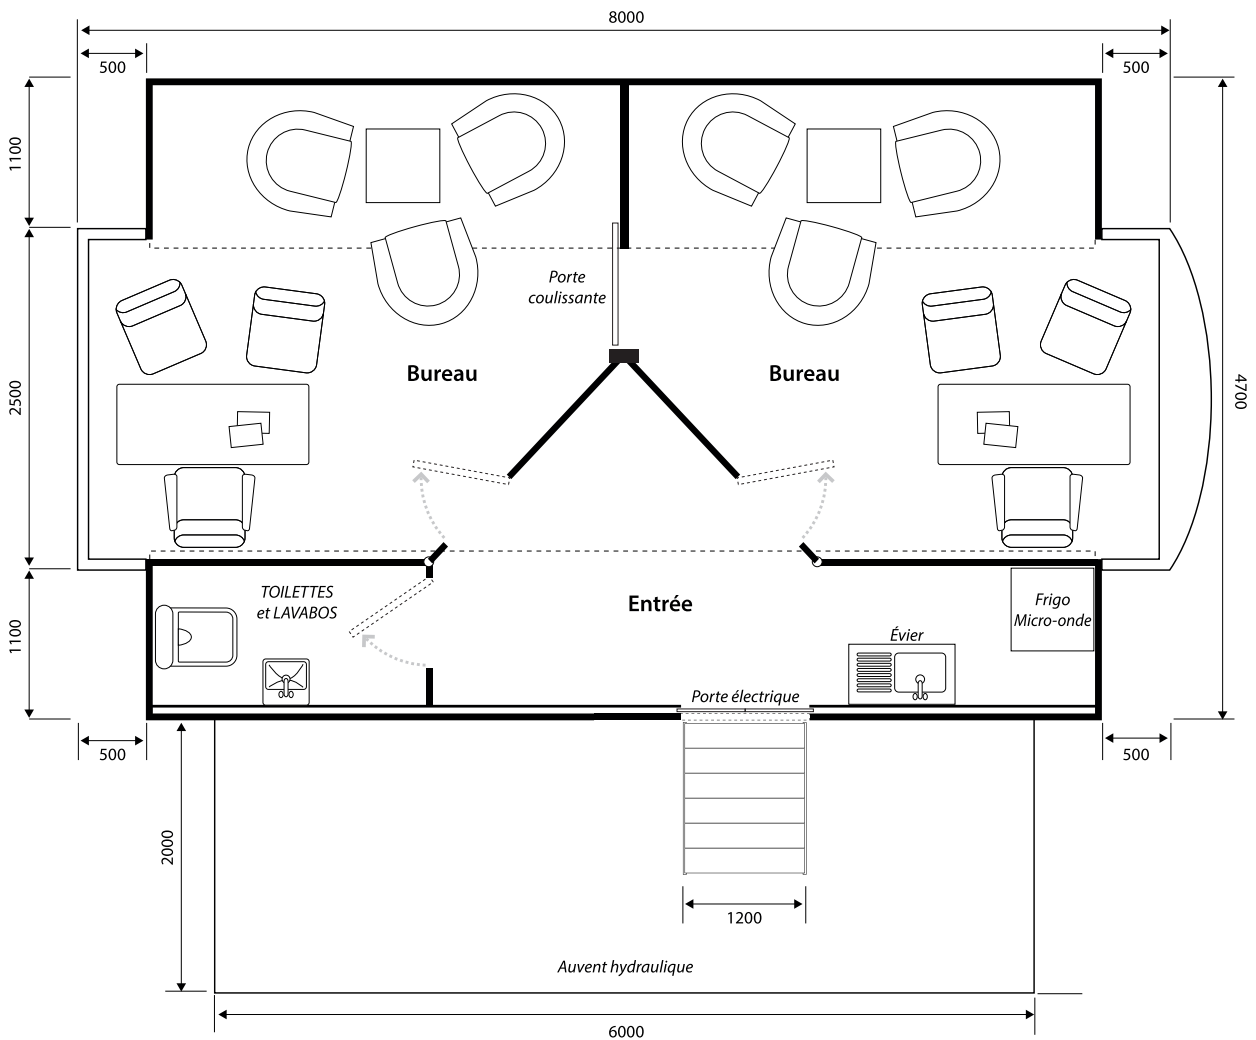 8000
500
500
1100
Porte
coulissante
2500
Bureau
Bureau
4700
TOILETTES
et LAVABOS
Entrée
Frigo
Micro-onde
1100
Évier
Porte électrique
500
500
2000
1200
Auvent hydraulique
6000